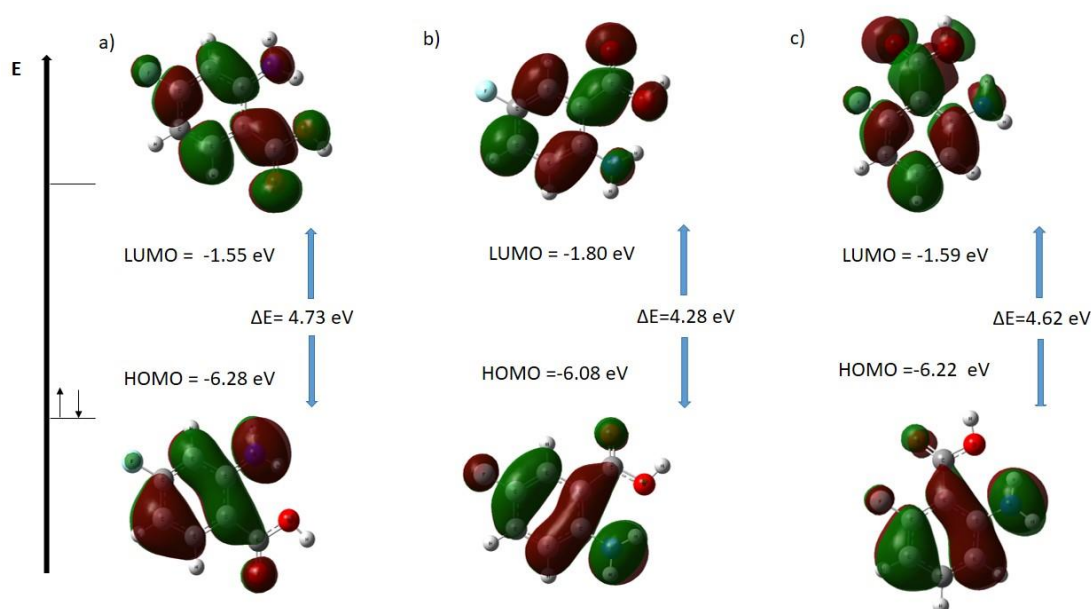 a)
b)
c)
E
LUMO =  -1.55 eV
LUMO = -1.80 eV
LUMO = -1.59 eV
ΔE= 4.73 eV
ΔE=4.28 eV
ΔE=4.62 eV
HOMO = -6.28 eV
HOMO =-6.08 eV
HOMO =-6.22  eV